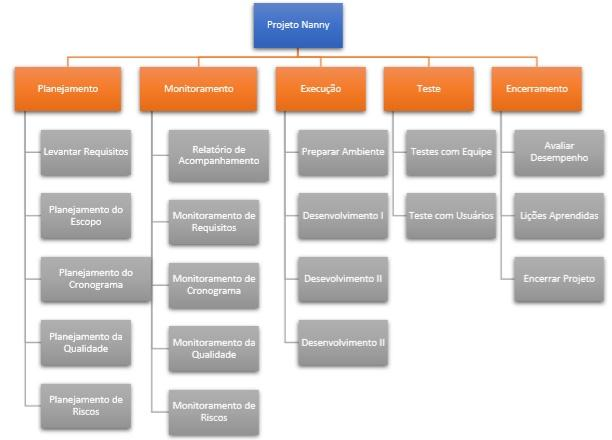 Projeto Nanny
Planejamento
Levantar Requisitos
Planejamento do
Escopo
Planejamento do
Cronograma
Planejamento da
Qualidade
Planejamento de
Riscos
Monitoramento
Relatório de
Acompanhamento
Monitoramento de
Requisitos
Monitoramento de
Cronograma
Monitoramento da
Qualidade
Monitoramento de
Riscos
Execução
Preparar Ambiente
Desenvolvimento I
Desevolvimento II
Desenvolvimento II
Teste
Testes com Equipe
Teste com Usuários
Encerramento
Avaliar
Desempenho
Lições Aprendidas
Encerrar Projeto